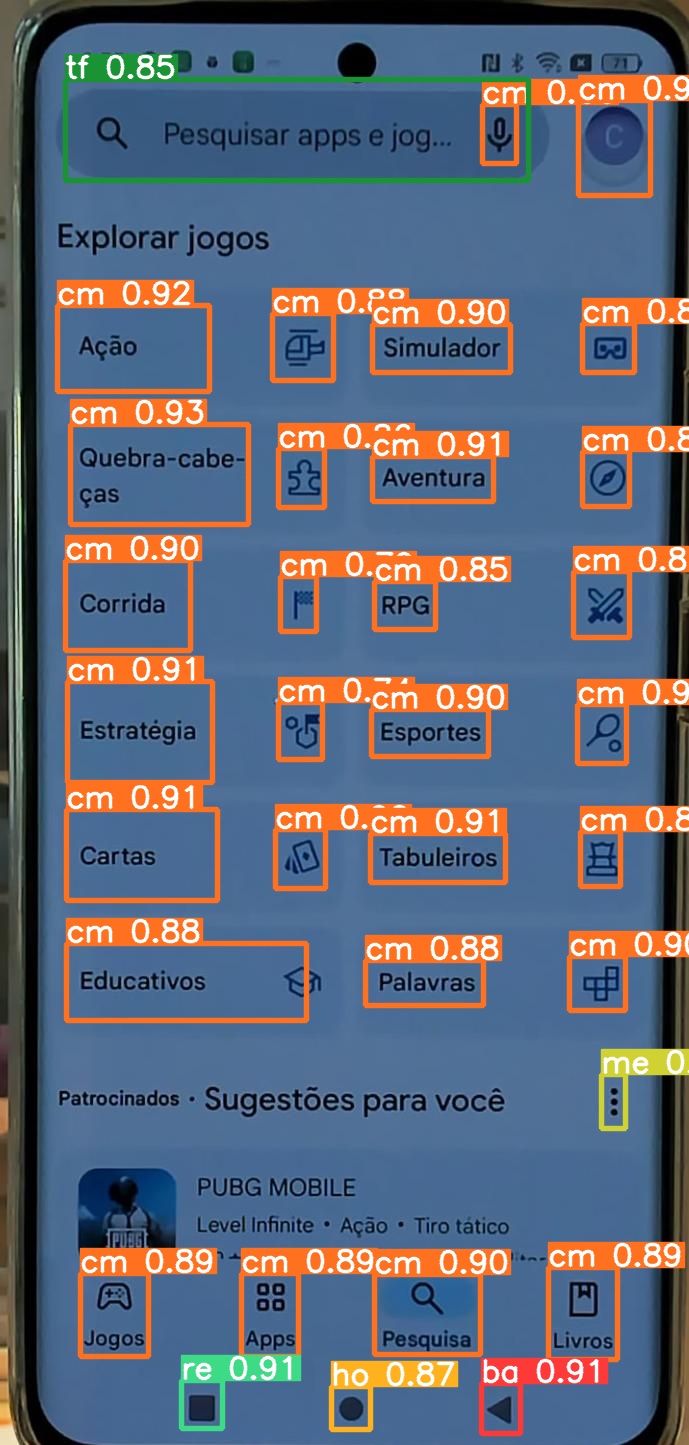 tf 0.85
71
cm 0.
cm 0.9
Pesquisar apps e jog...
C
Explorar jogos
cm 0.92
cm 0.88
cm 0.90
cm 0.8
Ação
Simulador
cm 0.93
cm 0.
cm 0.91
cm 0.8
Quebra-cabe-
ças
Aventura
cm 0.90
cm 0.
cm 0.85
cm 0.8
Corrida
RPG
cm 0.91
cm 0.74
cm 0.90
cm 0.9
Estratégia
Esportes
cm 0.91
cm 0.
cm 0.91
cm 0.8
Cartas
Tabuleiros
cm 0.88
cm 0.88
cm 0.90
Educativos
Palavras
me 0.
Patrocinados • Sugestões para você
PUBG MOBILE
Level Infinite • Ação • Tiro tático
PUBG
cm 0.89
cm 0.89
cm 0.90
cm 0.89
Jogos
Apps
Pesquisa
Livros
re 0.91
ho 0.87
ba 0.91